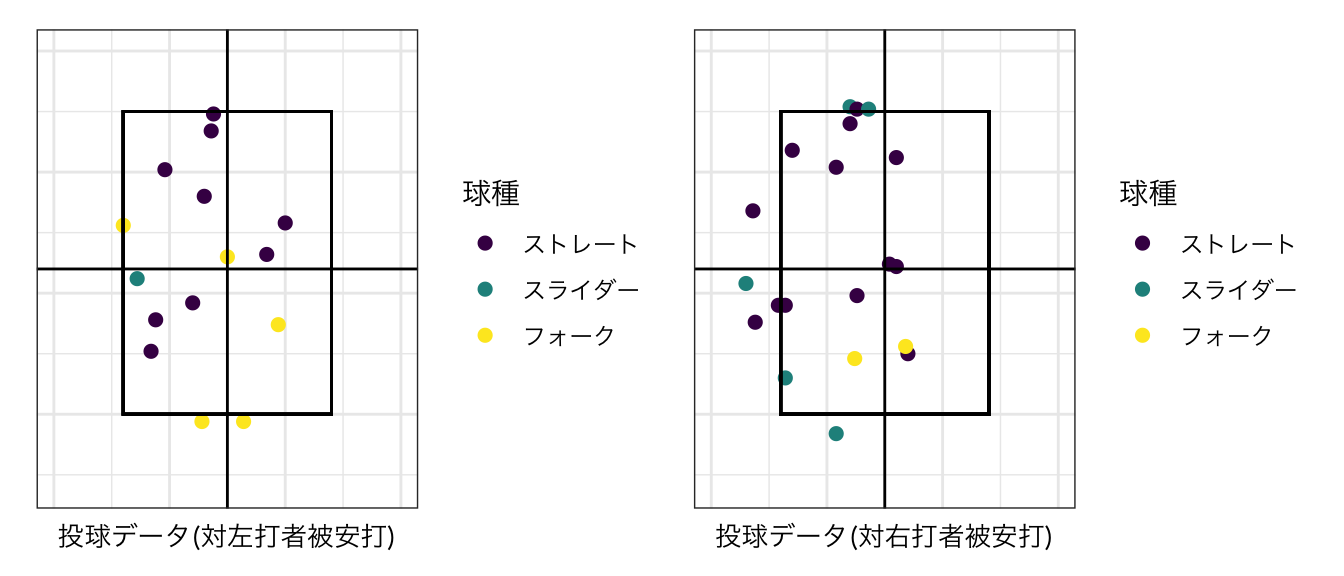 球種
ストレート
スライダー
フォーク
投球データ(対左打者被安打)
球種
ストレート
スライダー
フォーク
投球データ(対右打者被安打)